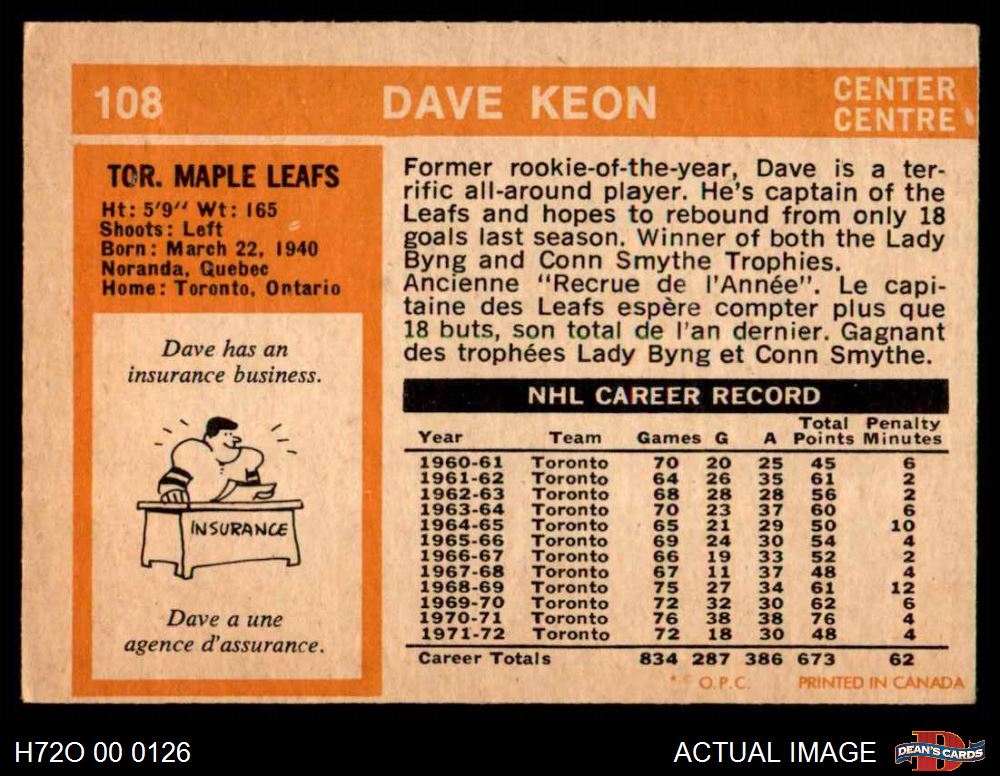 108 DAVE KEON CENTER
CENTRE
TOR. MAPLE LEAFS
Ht: 5'9" Wt: 165
Shoots: Left
Born: March 22, 1940
Noranda, Quebec
Home: Toronto, Ontario
Dave has an
insurance business.
INSURANCE
Dave a une
agence d'assurance.
Former rookie-of-the-year, Dave is a ter-
rific all-around player. He's captain of the
Leafs and hopes to rebound from only 18
goals last season. Winner of both the Lady
Byng and Conn Smythe Trophies.
Ancienne "Recrue de l'Année". Le capi-
taine des Leafs espère compter plus que
18 buts, son total de l'an dernier. Gagnant
des trophées Lady Byng et Conn Smythe.
NHL CAREER RECORD
Total Penalty
Year Team Games G A Points Minutes
1960-61 Toronto 70 20 25 45 6
1961-62 Toronto 64 26 35 61 2
1962-63 Toronto 68 28 28 56 2
1963-64 Toronto 70 23 37 60 6
1964-65 Toronto 65 21 29 50 10
1965-66 Toronto 69 24 30 54 4
1966-67 Toronto 66 19 33 52 2
1967-68 Toronto 67 11 37 48 4
1968-69 Toronto 75 27 34 61 12
1969-70 Toronto 72 32 30 62 6
1970-71 Toronto 76 38 38 76 4
1971-72 Toronto 72 18 30 48 4
Career Totals 834 287 386 673 62
* © O.P.C. PRINTED IN CANADA
H72O 00 0126 ACTUAL IMAGE DEAN'S CARDS